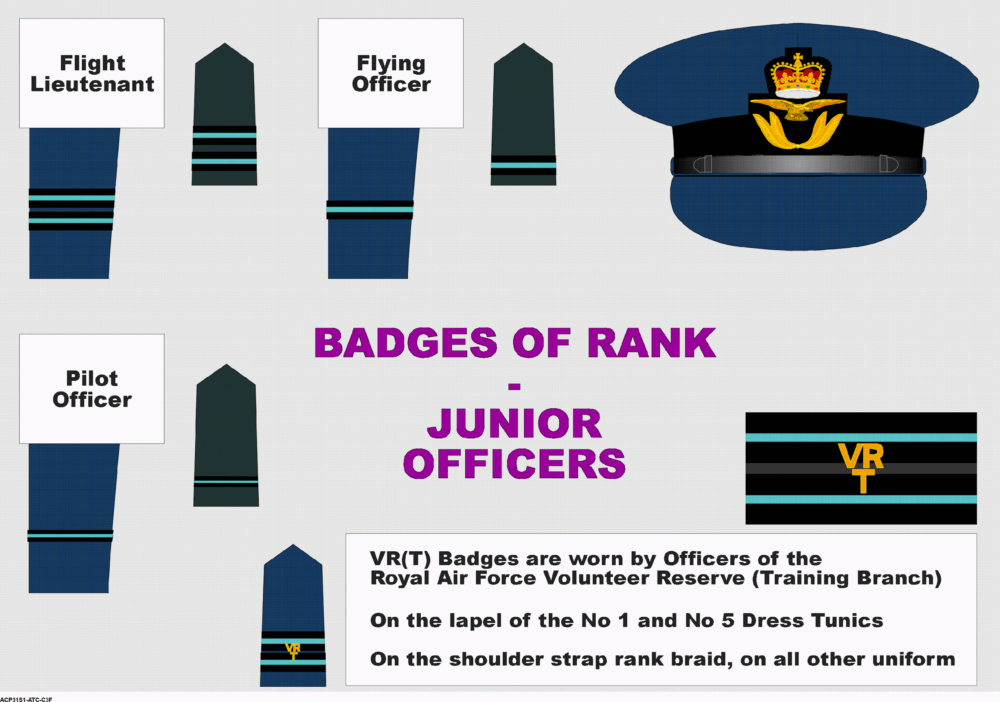 Flight
Lieutenant
Flying
Officer
BADGES OF RANK
-
JUNIOR
OFFICERS
Pilot
Officer
VR
T
VR
T
VR(T) Badges are worn by Officers of the
Royal Air Force Volunteer Reserve (Training Branch)
On the lapel of the No 1 and No 5 Dress Tunics
On the shoulder strap rank braid, on all other uniform
ACP31S1-ATC-C3F